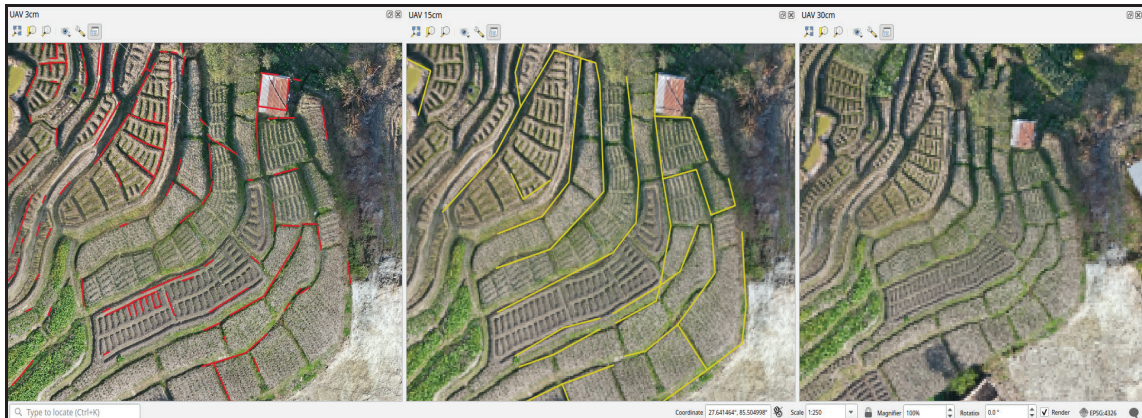 UAV 3cm
UAV 15cm
UAV 30cm
Type to locate (Ctrl+K)
Coordinate 27.641464°, 85.504998° Scale 1:250 Magnifier 100% Rotation 0.0° Render EPSG:4326